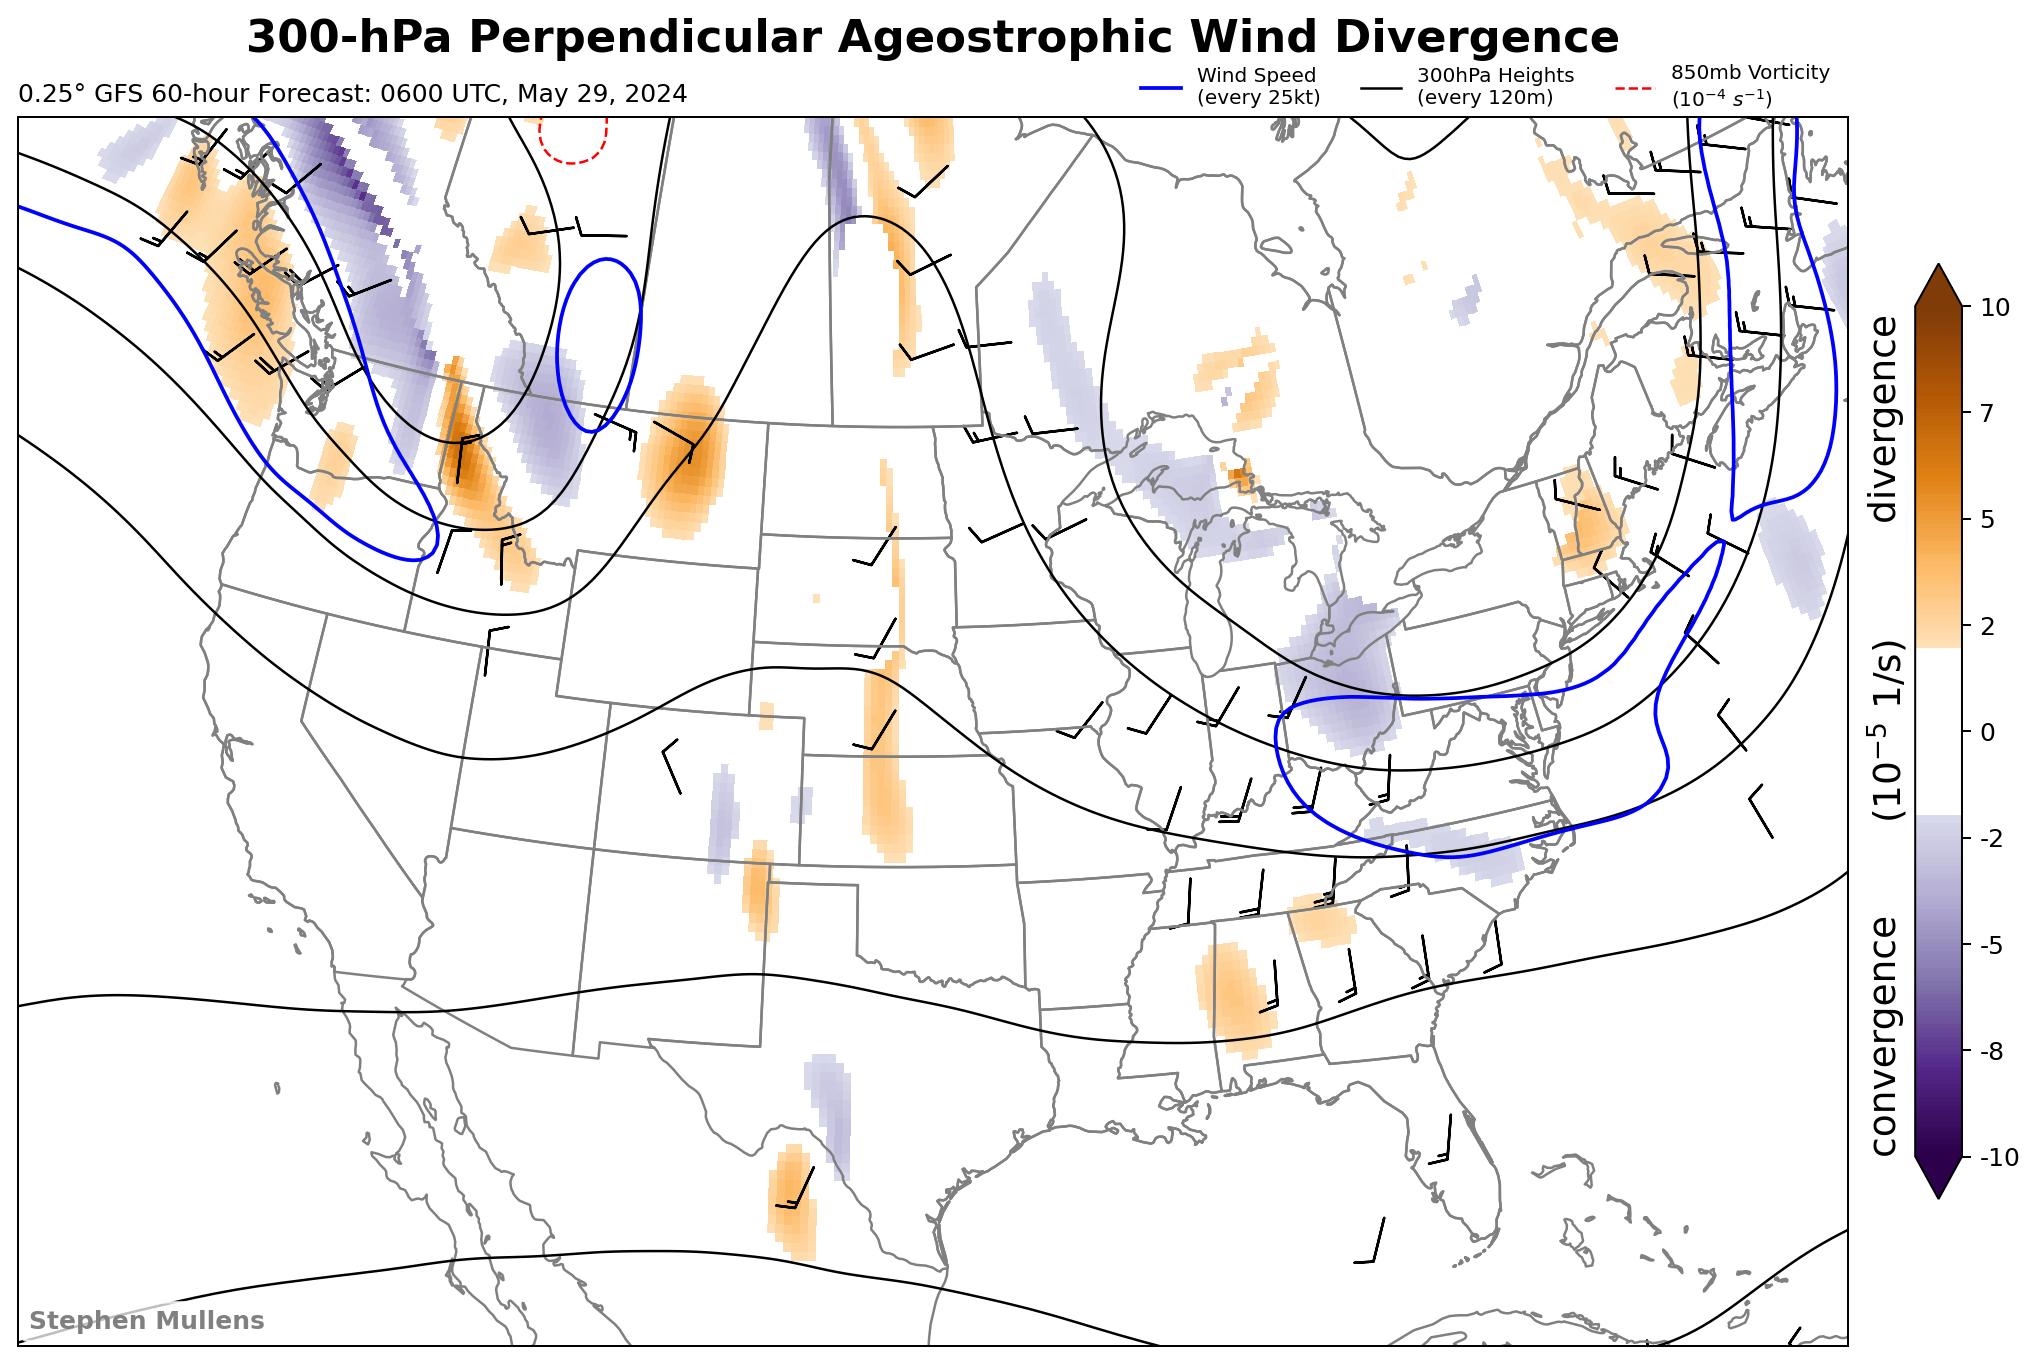 300-hPa Perpendicular Ageostrophic Wind Divergence
0.25° GFS 60-hour Forecast: 0600 UTC, May 29, 2024
Wind Speed
(every 25kt)
300hPa Heights
(every 120m)
850mb Vorticity
(10⁻⁴ s⁻¹)
10
7
5
2
0
-2
-5
-8
-10
convergence (10⁻⁵ 1/s) divergence
Stephen Mullens